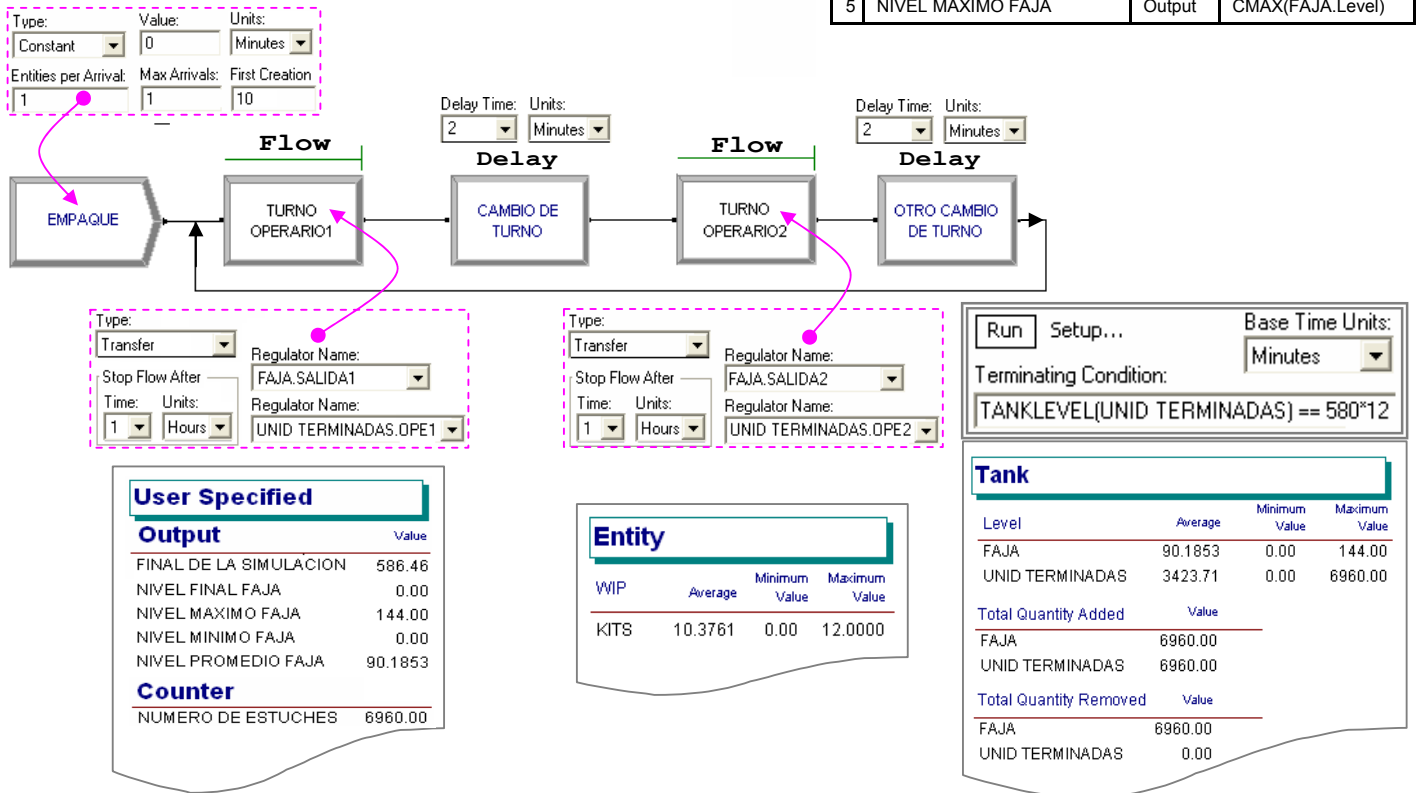 5 NIVEL MAXIMO FAJA Output CMAX(FAJA.Level)
Type: Value: Units:
Constant 0 Minutes
Entities per Arrival: Max Arrivals: First Creation
1 1 10
Delay Time: Units:
2 Minutes
Delay Time: Units:
2 Minutes
Flow
Delay
Flow
Delay
EMPAQUE
TURNO
OPERARIO1
CAMBIO DE
TURNO
TURNO
OPERARIO2
OTRO CAMBIO
DE TURNO
Type:
Transfer
Regulator Name:
FAJA.SALIDA1
Stop Flow After
Time: Units:
1 Hours
Regulator Name:
UNID TERMINADAS.OPE1
Type:
Transfer
Regulator Name:
FAJA.SALIDA2
Stop Flow After
Time: Units:
1 Hours
Regulator Name:
UNID TERMINADAS.OPE2
Run Setup... Base Time Units:
Minutes
Terminating Condition:
TANKLEVEL(UNID TERMINADAS) == 580*12
User Specified
Output Value
FINAL DE LA SIMULACION 586.46
NIVEL FINAL FAJA 0.00
NIVEL MAXIMO FAJA 144.00
NIVEL MINIMO FAJA 0.00
NIVEL PROMEDIO FAJA 90.1853
Counter
NUMERO DE ESTUCHES 6960.00
Entity
WIP Average Minimum Value Maximum Value
KITS 10.3761 0.00 12.0000
Tank
Level Average Minimum Value Maximum Value
FAJA 90.1853 0.00 144.00
UNID TERMINADAS 3423.71 0.00 6960.00
Total Quantity Added Value
FAJA 6960.00
UNID TERMINADAS 6960.00
Total Quantity Removed Value
FAJA 6960.00
UNID TERMINADAS 0.00